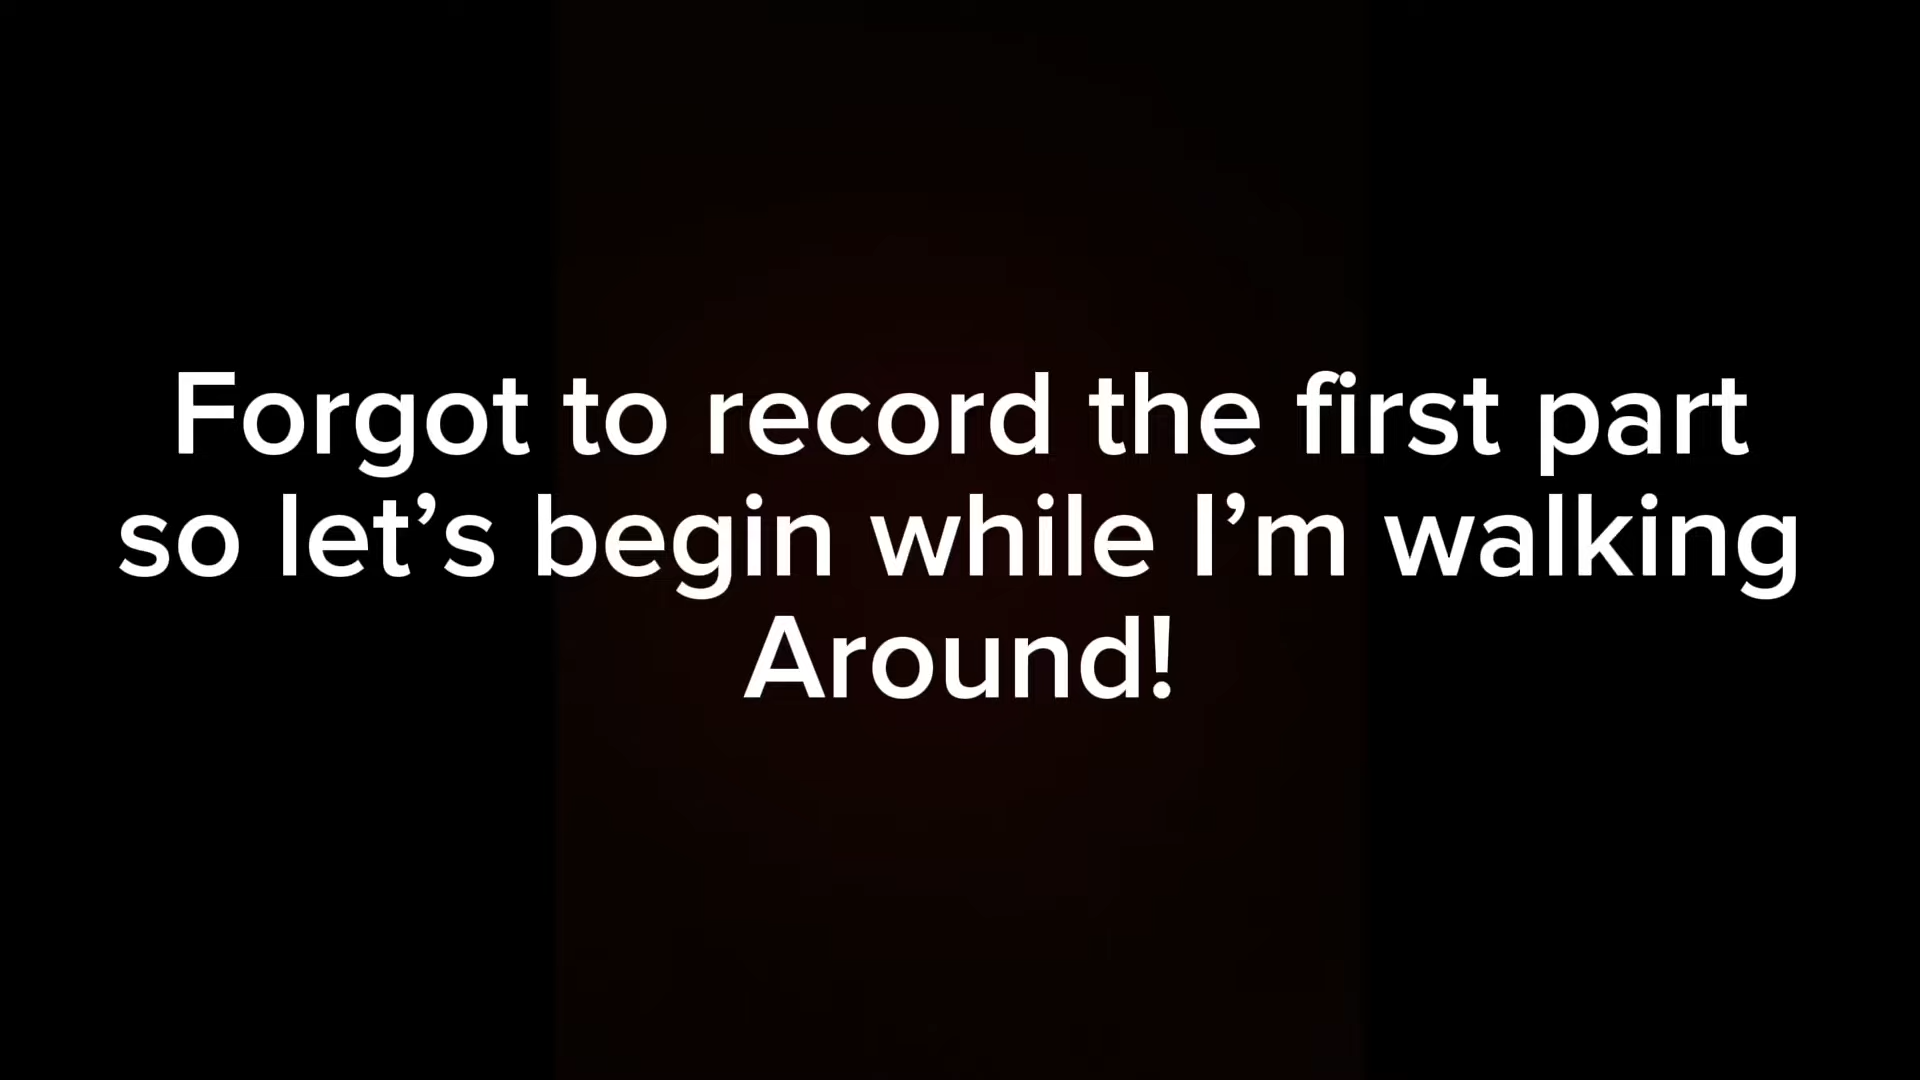 Forgot to record the first part
so let’s begin while I’m walking
Around!